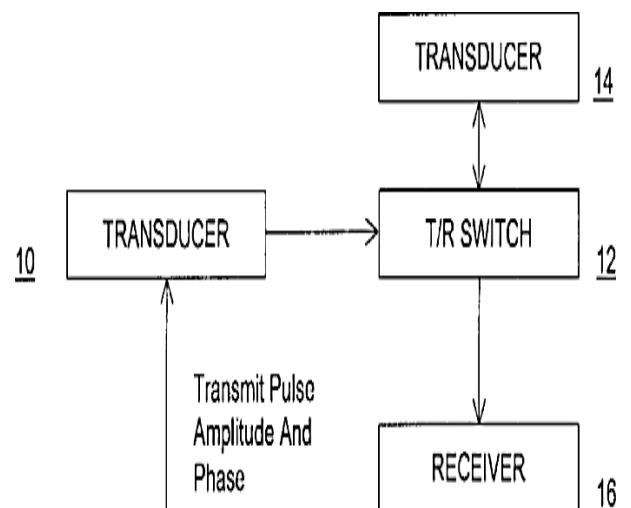 TRANSDUCER
14
TRANSDUCER
10
T/R SWITCH
12
Transmit Pulse
Amplitude And
Phase
RECEIVER
16